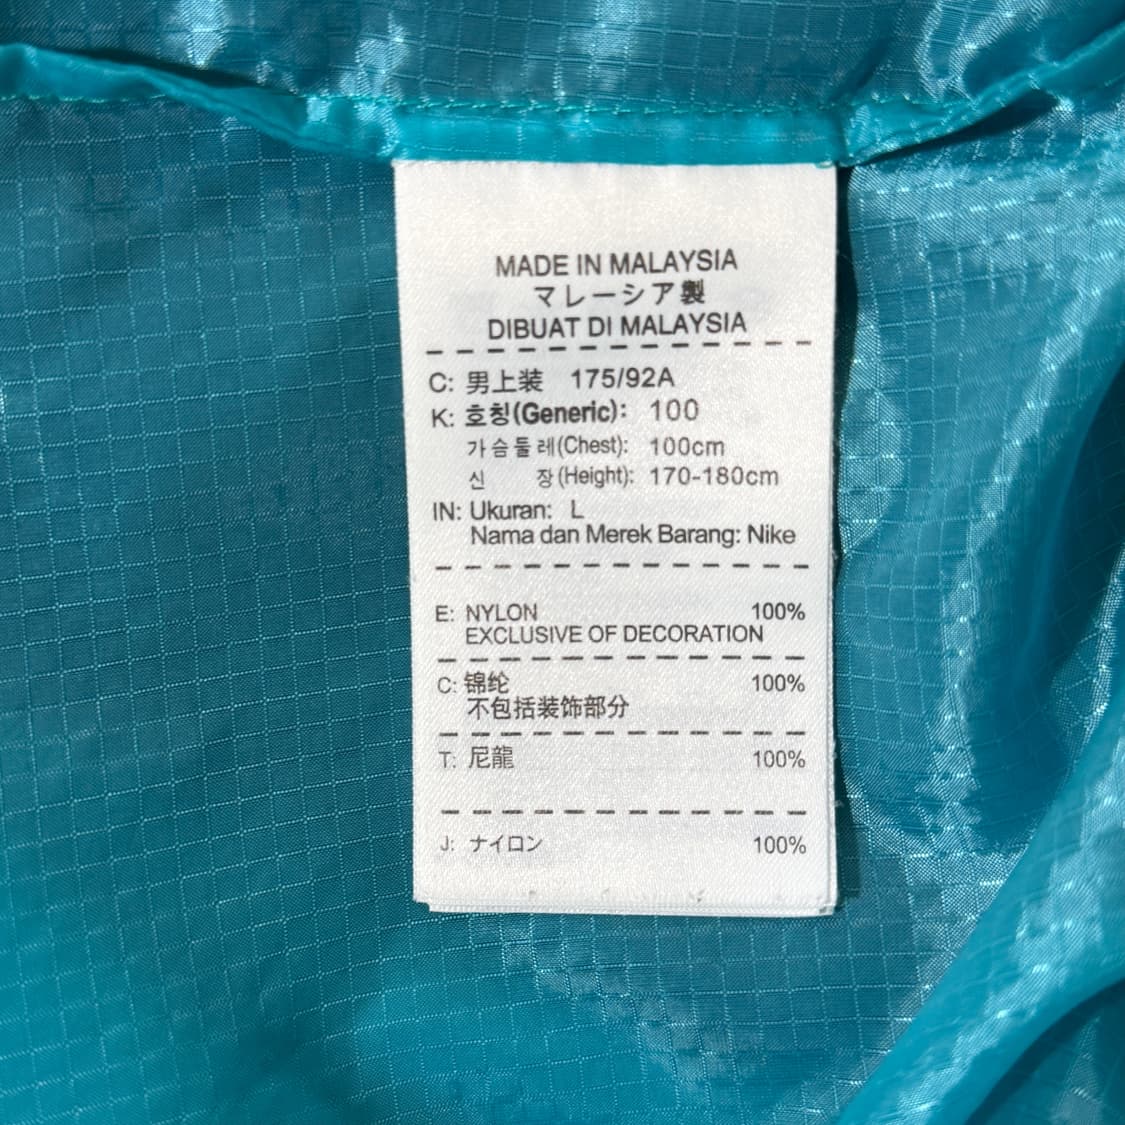 MADE IN MALAYSIA
マレーシア製
DIBUAT DI MALAYSIA
C: 男上装 175/92A
K: 호칭(Generic): 100
가슴둘레(Chest): 100cm
신 장(Height): 170-180cm
IN: Ukuran: L
Nama dan Merek Barang: Nike
E: NYLON 100%
EXCLUSIVE OF DECORATION
C: 锦纶 100%
不包括装饰部分
T: 尼龍 100%
J: ナイロン 100%